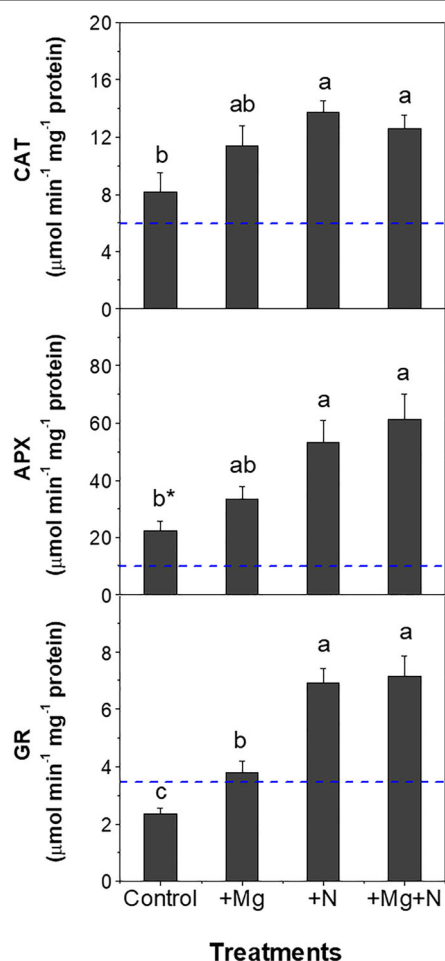 20
16
12
8
4
0
CAT
(μmol min⁻¹ mg⁻¹ protein)
b
ab
a
a
80
60
40
20
0
APX
(μmol min⁻¹ mg⁻¹ protein)
b*
ab
a
a
8
6
4
2
0
GR
(μmol min⁻¹ mg⁻¹ protein)
c
b
a
a
Control +Mg +N +Mg+N
Treatments